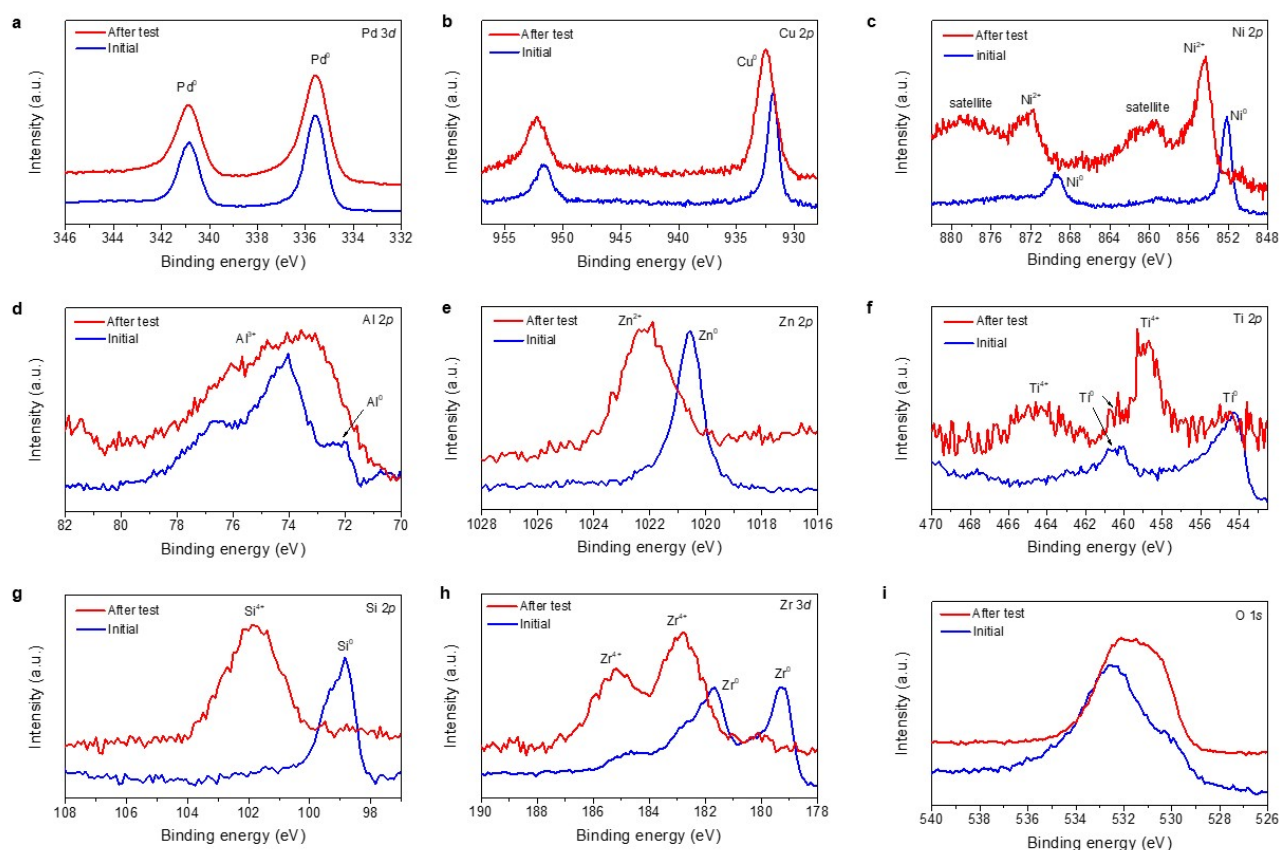 a
After test
Initial
Pd 3d
Pd⁰
Pd⁰
Intensity (a.u.)
346 344 342 340 338 336 334 332
Binding energy (eV)
b
After test
Initial
Cu 2p
Cu⁰
Intensity (a.u.)
955 950 945 940 935 930
Binding energy (eV)
c
After test
initial
Ni 2p
Ni²⁺
satellite
Ni²⁺
satellite
Ni⁰
Ni⁰
Intensity (a.u.)
880 876 872 868 864 860 856 852 848
Binding energy (eV)
d
After test
Initial
Al 2p
Al³⁺
Al⁰
Intensity (a.u.)
82 80 78 76 74 72 70
Binding energy (eV)
e
After test
Initial
Zn 2p
Zn²⁺
Zn⁰
Intensity (a.u.)
1028 1026 1024 1022 1020 1018 1016
Binding energy (eV)
f
After test
Initial
Ti 2p
Ti⁴⁺
Ti⁴⁺
Ti⁰
Ti⁰
Intensity (a.u.)
470 468 466 464 462 460 458 456 454
Binding energy (eV)
g
After test
Initial
Si 2p
Si⁴⁺
Si⁰
Intensity (a.u.)
108 106 104 102 100 98
Binding energy (eV)
h
After test
Initial
Zr 3d
Zr⁴⁺
Zr⁴⁺
Zr⁰
Zr⁰
Intensity (a.u.)
190 188 186 184 182 180 178
Binding energy (eV)
i
After test
Initial
O 1s
Intensity (a.u.)
540 538 536 534 532 530 528 526
Binding energy (eV)